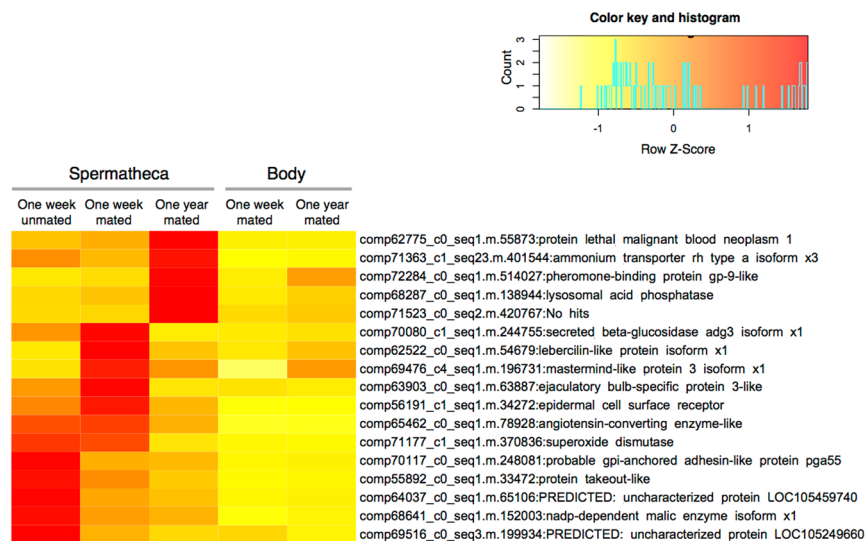 Color key and histogram
Count
3
2
1
0
-1 0 1
Row Z-Score
Spermatheca Body
One week One week One year One week One year
unmated mated mated mated mated
comp62775_c0_seq1.m.55873:protein lethal malignant blood neoplasm 1
comp71363_c1_seq23.m.401544:ammonium transporter rh type a isoform x3
comp72284_c0_seq1.m.514027:pheromone-binding protein gp-9-like
comp68287_c0_seq1.m.138944:lysosomal acid phosphatase
comp71523_c0_seq2.m.420767:No hits
comp70080_c1_seq1.m.244755:secreted beta-glucosidase adg3 isoform x1
comp62522_c0_seq1.m.54679:lebercilin-like protein isoform x1
comp69476_c4_seq1.m.196731:mastermind-like protein 3 isoform x1
comp63903_c0_seq1.m.63887:ejaculatory bulb-specific protein 3-like
comp56191_c1_seq1.m.34272:epidermal cell surface receptor
comp65462_c0_seq1.m.78928:angiotensin-converting enzyme-like
comp71177_c1_seq1.m.370836:superoxide dismutase
comp70117_c0_seq1.m.248081:probable gpi-anchored adhesin-like protein pga55
comp55892_c0_seq1.m.33472:protein takeout-like
comp64037_c0_seq1.m.65106:PREDICTED: uncharacterized protein LOC105459740
comp68641_c0_seq1.m.152003:nadp-dependent malic enzyme isoform x1
comp69516_c0_seq3.m.199934:PREDICTED: uncharacterized protein LOC105249660